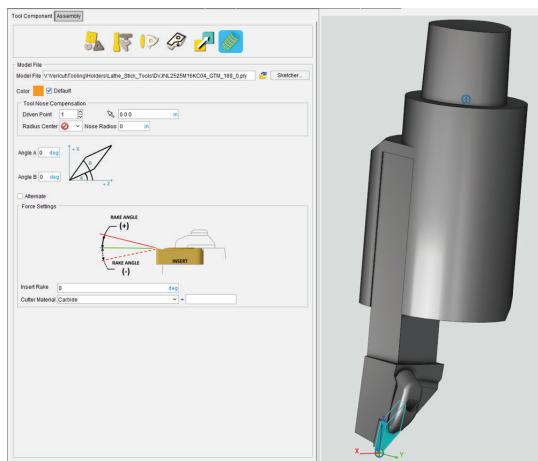 Tool Component Assembly
Model File
Model File V:\Vericut\Tooling\Holders\Lathe_Stick_Tools\DVJNL2525M16KC04_GTM_189_0.ply Sketcher...
Color Default
Tool Nose Compensation
Driven Point 1 0 0 0 in
Radius Center Nose Radius 0 in
+ X
Angle A 0 deg
B
A
Angle B 0 deg
+ Z
Alternate
Force Settings
RAKE ANGLE
(+)
RAKE ANGLE
(-)
INSERT
Insert Rake 0 deg
Cutter Material Carbide +
X
Y